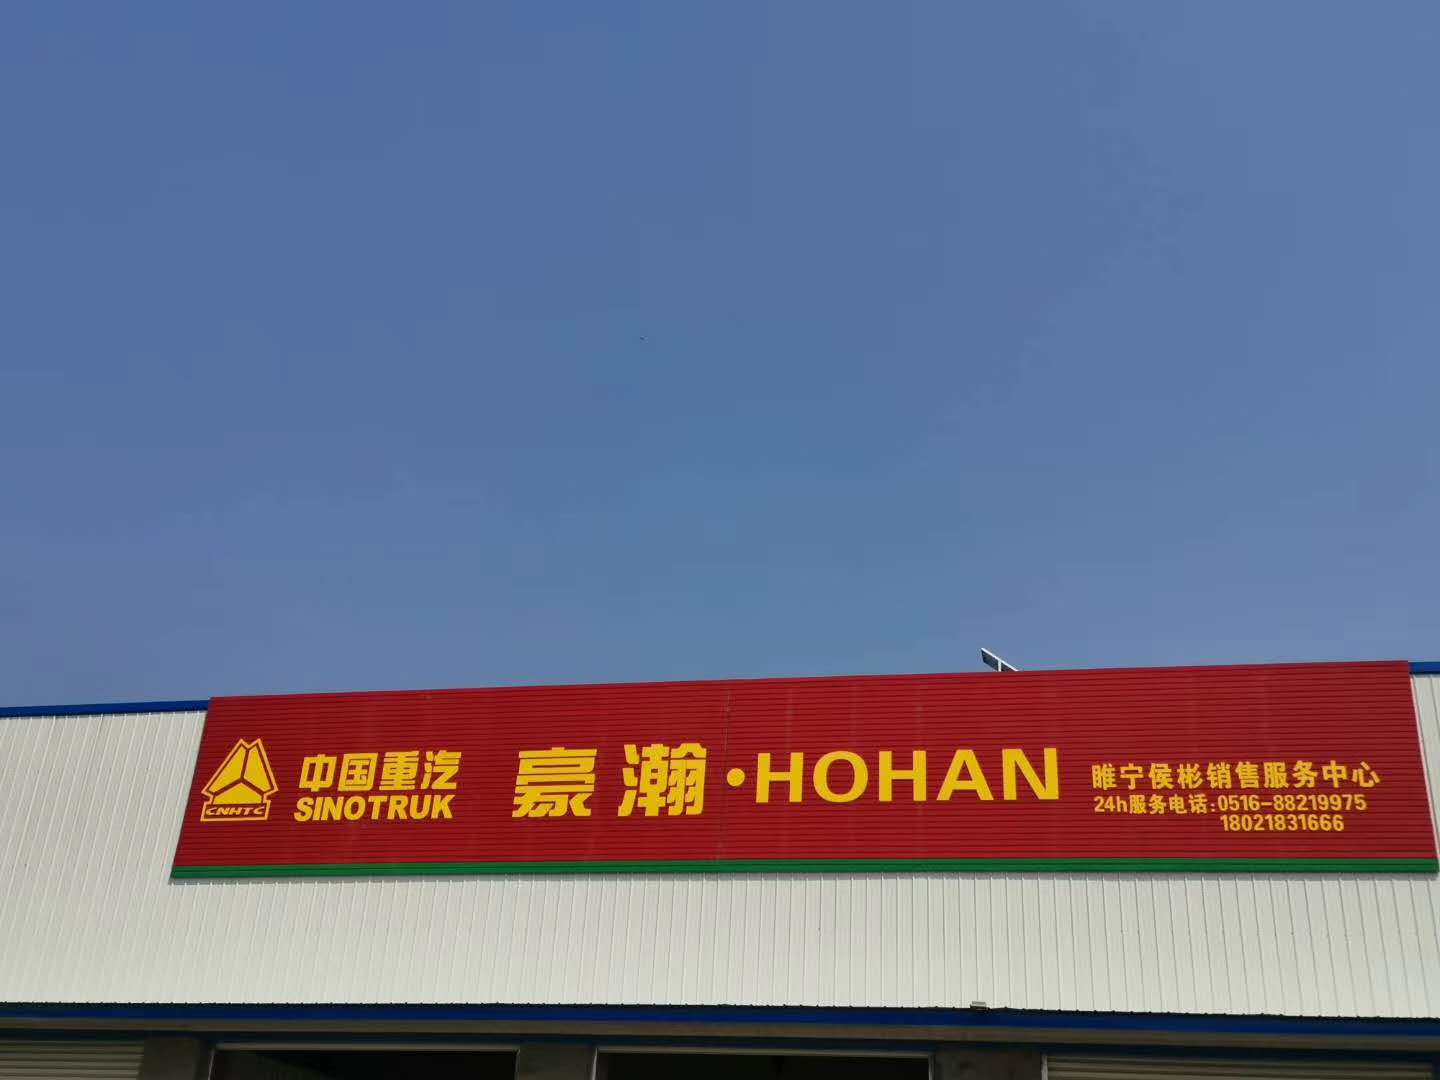 CNHTC
中国重汽
SINOTRUK
豪瀚·HOHAN
睢宁侯彬销售服务中心
24h服务电话:0516-88219975
18021831666